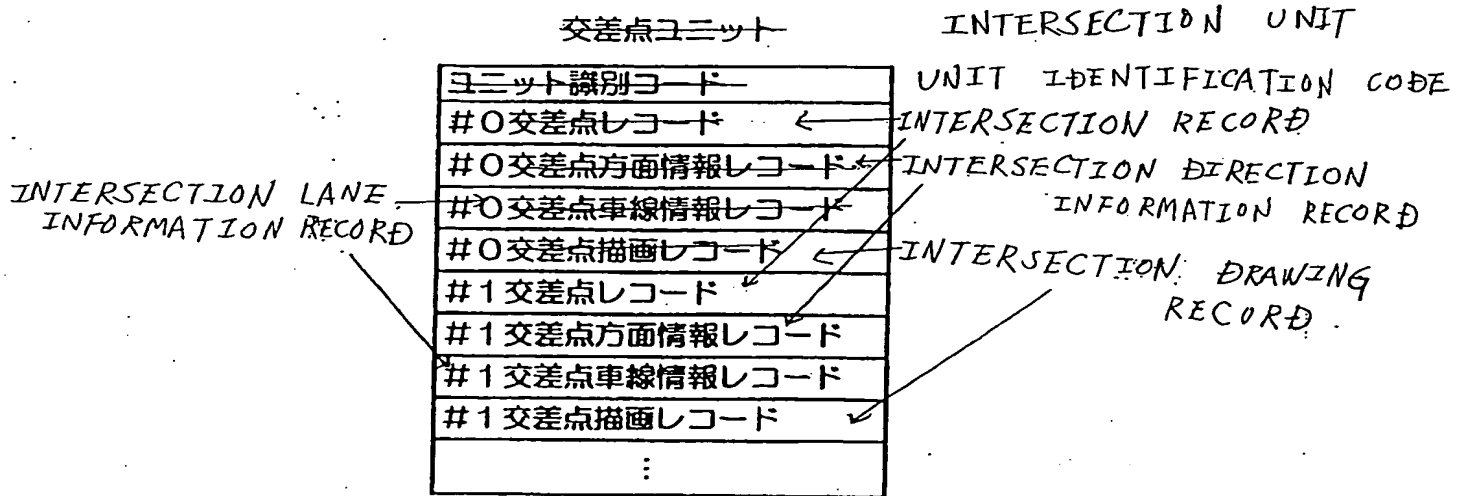 交差点ユニット INTERSECTION UNIT
ユニット識別コード UNIT IDENTIFICATION CODE
#0交差点レコード INTERSECTION RECORD
#0交差点方面情報レコード INTERSECTION DIRECTION
INFORMATION RECORD
INTERSECTION LANE
INFORMATION RECORD
#0交差点車線情報レコード
#0交差点描画レコード INTERSECTION DRAWING
RECORD.
#1交差点レコード
#1交差点方面情報レコード
#1交差点車線情報レコード
#1交差点描画レコード
⋮